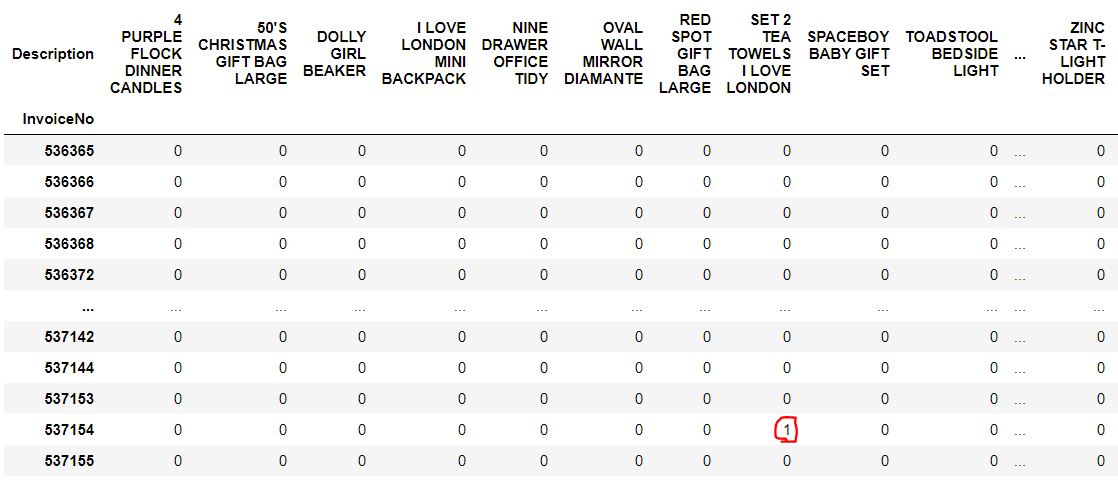 Description 4 PURPLE FLOCK DINNER CANDLES 50'S CHRISTMAS GIFT BAG LARGE DOLLY GIRL BEAKER I LOVE LONDON MINI BACKPACK NINE DRAWER OFFICE TIDY OVAL WALL MIRROR DIAMANTE RED SPOT GIFT BAG LARGE SET 2 TEA TOWELS I LOVE LONDON SPACEBOY BABY GIFT SET TOADSTOOL BEDSIDE LIGHT ... ZINC STAR T-LIGHT HOLDER
InvoiceNo
536365 0 0 0 0 0 0 0 0 0 0 ... 0
536366 0 0 0 0 0 0 0 0 0 0 ... 0
536367 0 0 0 0 0 0 0 0 0 0 ... 0
536368 0 0 0 0 0 0 0 0 0 0 ... 0
536372 0 0 0 0 0 0 0 0 0 0 ... 0
... ... ... ... ... ... ... ... ... ... ... ... ...
537142 0 0 0 0 0 0 0 0 0 0 ... 0
537144 0 0 0 0 0 0 0 0 0 0 ... 0
537153 0 0 0 0 0 0 0 0 0 0 ... 0
537154 0 0 0 0 0 0 0 1 0 0 ... 0
537155 0 0 0 0 0 0 0 0 0 0 ... 0